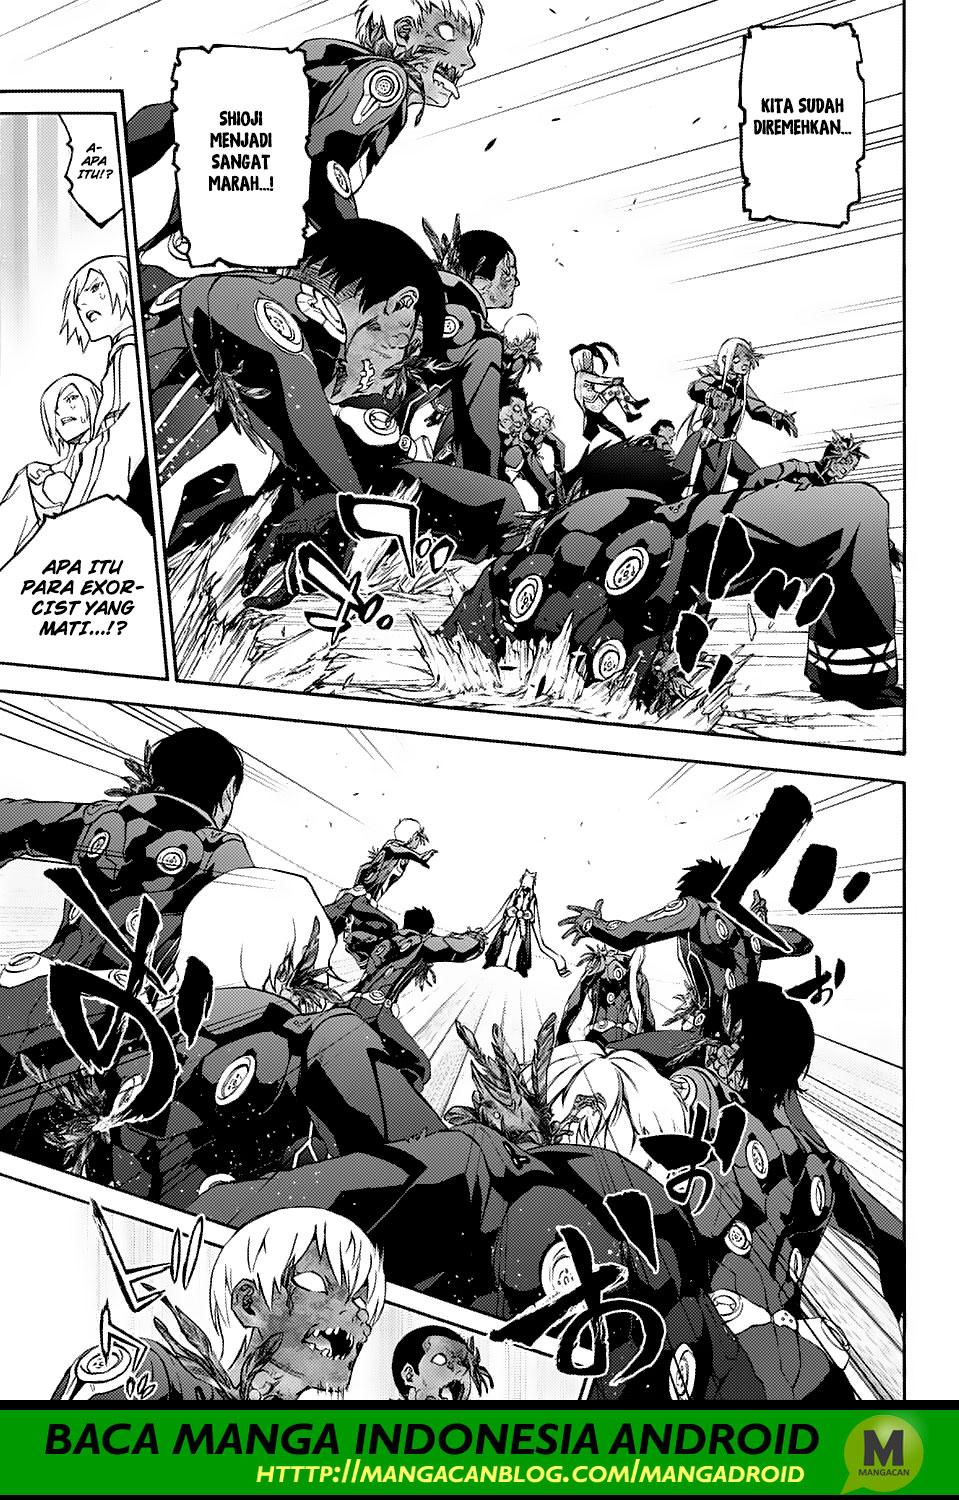 KITA SUDAH
DIREMEHKAN...
SHIOJI
MENJADI
SANGAT
MARAH...!
A-
APA
ITU!?
APA ITU
PARA EXOR-
CIST YANG
MATI...!?
BACA MANGA INDONESIA ANDROID
HTTTP://MANGACANBLOG.COM/MANGADROID
M
MANGACAN